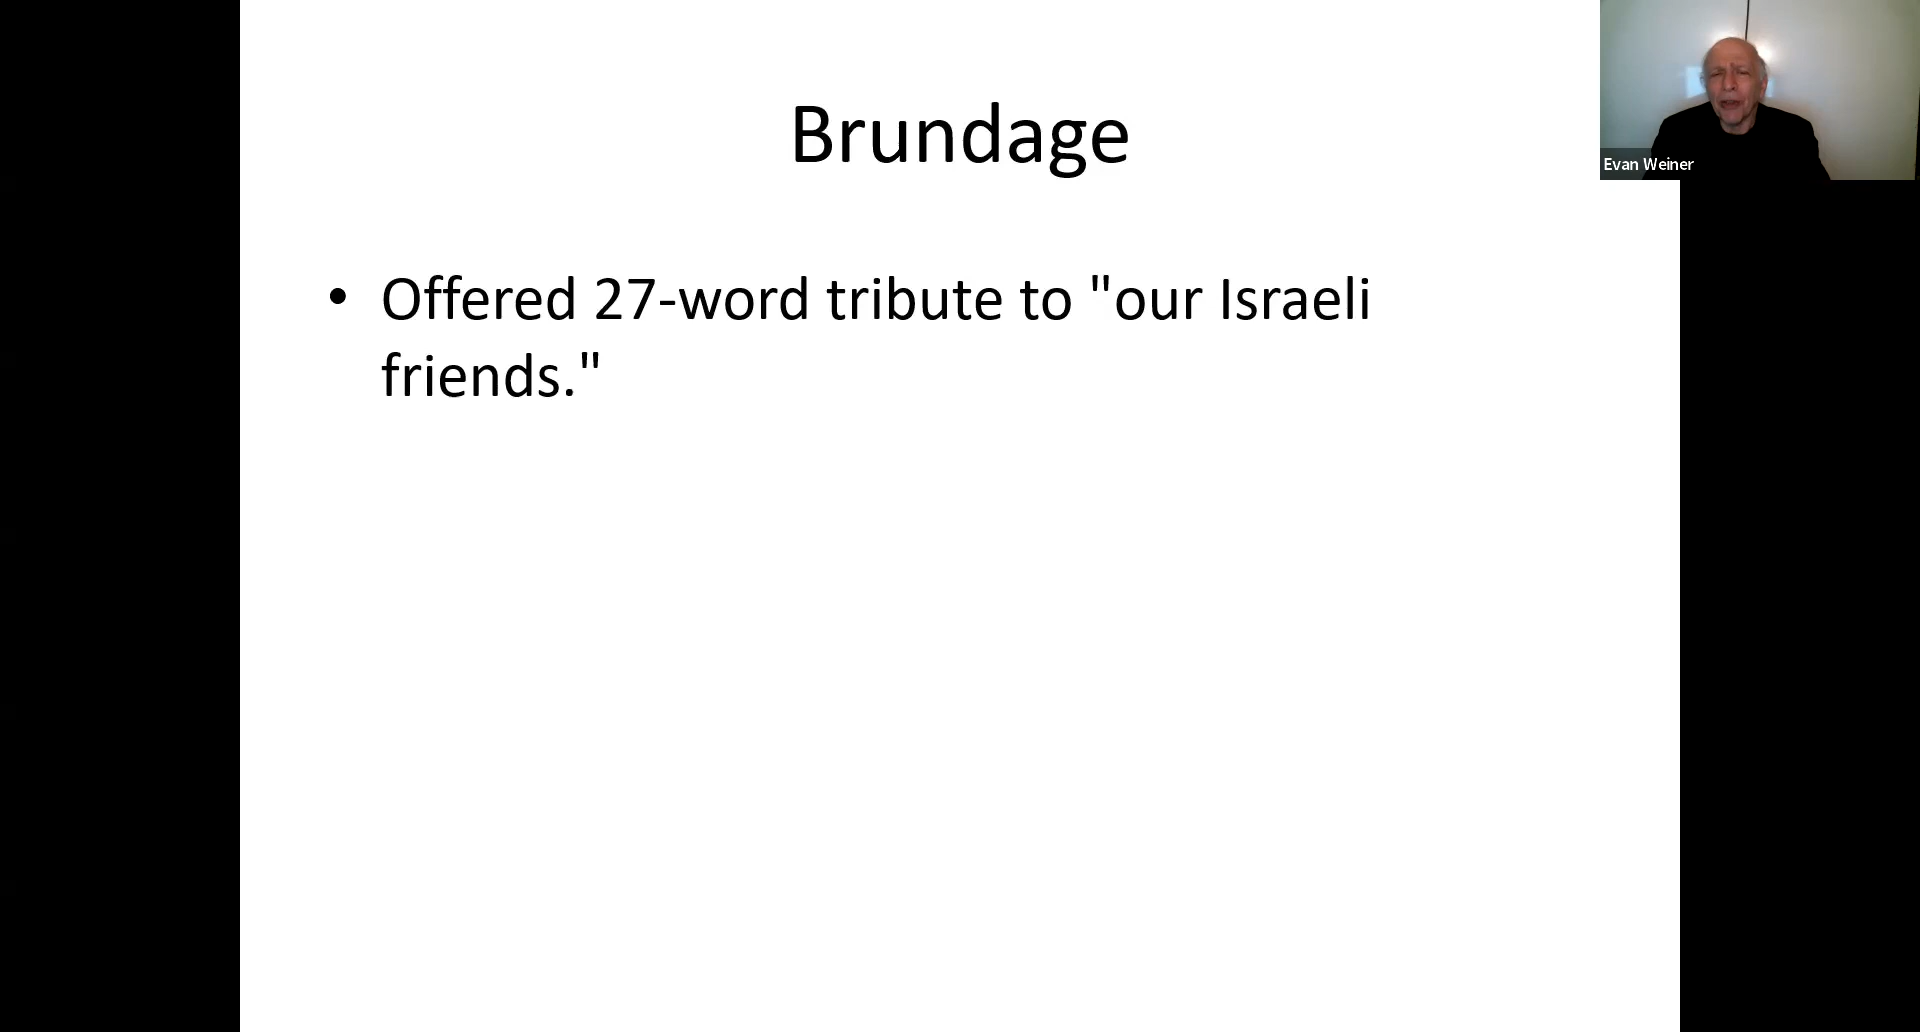 Brundage
• Offered 27-word tribute to "our Israeli
friends."
Evan Weiner